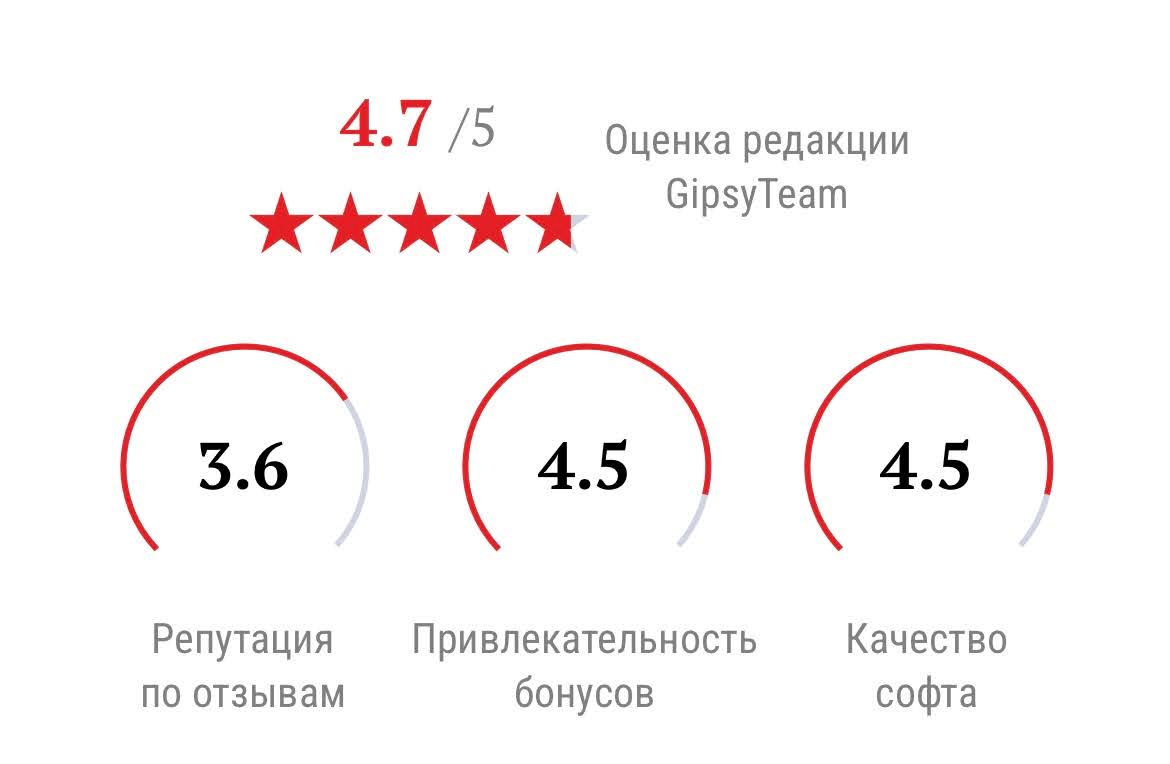 4.7 /5
Оценка редакции
GipsyTeam
3.6
4.5
4.5
Репутация
по отзывам
Привлекательность
бонусов
Качество
софта